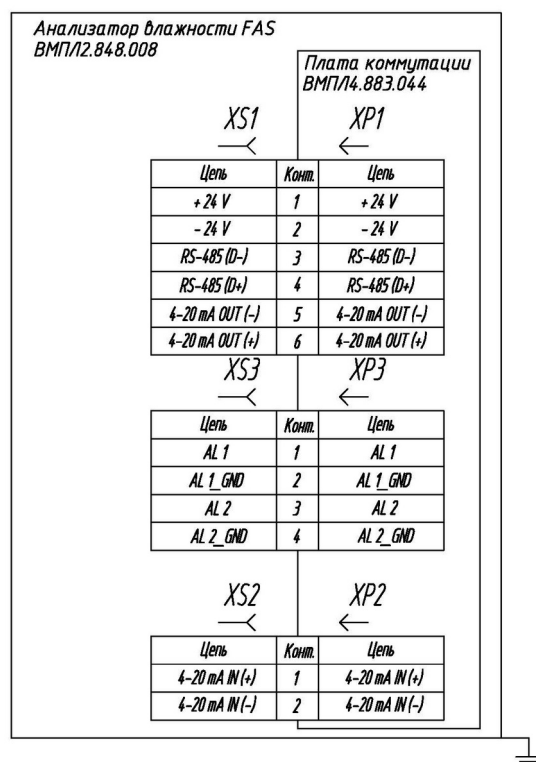 Анализатор влажности FAS
ВМПЛ2.848.008
Плата коммутации
ВМПЛ4.883.044
XS1 XP1
Цепь Конт. Цепь
+24 V 1 +24 V
-24 V 2 -24 V
RS-485 (D-) 3 RS-485 (D-)
RS-485 (D+) 4 RS-485 (D+)
4-20 mA OUT (-) 5 4-20 mA OUT (-)
4-20 mA OUT (+) 6 4-20 mA OUT (+)
XS3 XP3
Цепь Конт. Цепь
AL 1 1 AL 1
AL 1_GND 2 AL 1_GND
AL 2 3 AL 2
AL 2_GND 4 AL 2_GND
XS2 XP2
Цепь Конт. Цепь
4-20 mA IN (+) 1 4-20 mA IN (+)
4-20 mA IN (-) 2 4-20 mA IN (-)